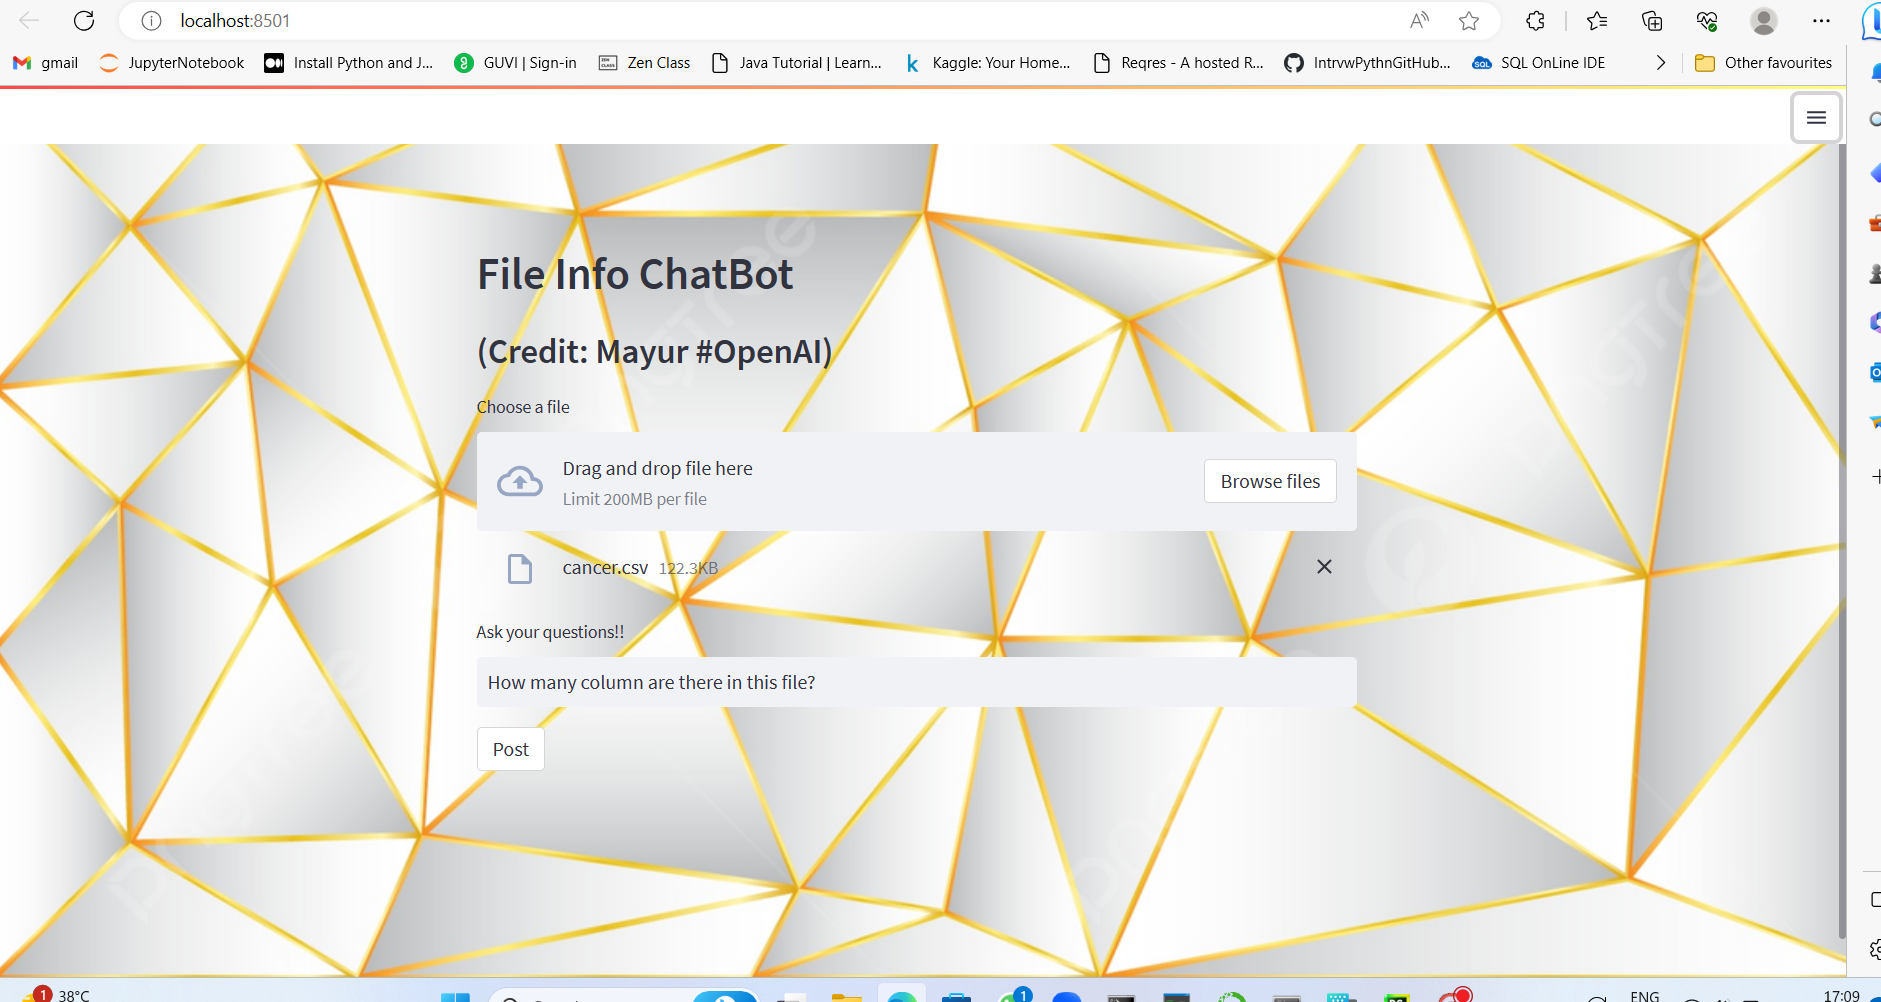 localhost:8501
gmail JupyterNotebook Install Python and J... GUVI | Sign-in Zen Class Java Tutorial | Learn... Kaggle: Your Home... Reqres - A hosted R... IntrvwPythnGitHub... SQL OnLine IDE Other favourites
File Info ChatBot
(Credit: Mayur #OpenAI)
Choose a file
Drag and drop file here
Limit 200MB per file
Browse files
cancer.csv 122.3KB
Ask your questions!!
How many column are there in this file?
Post
1 38°C 1 ENG 17:09
pngtree